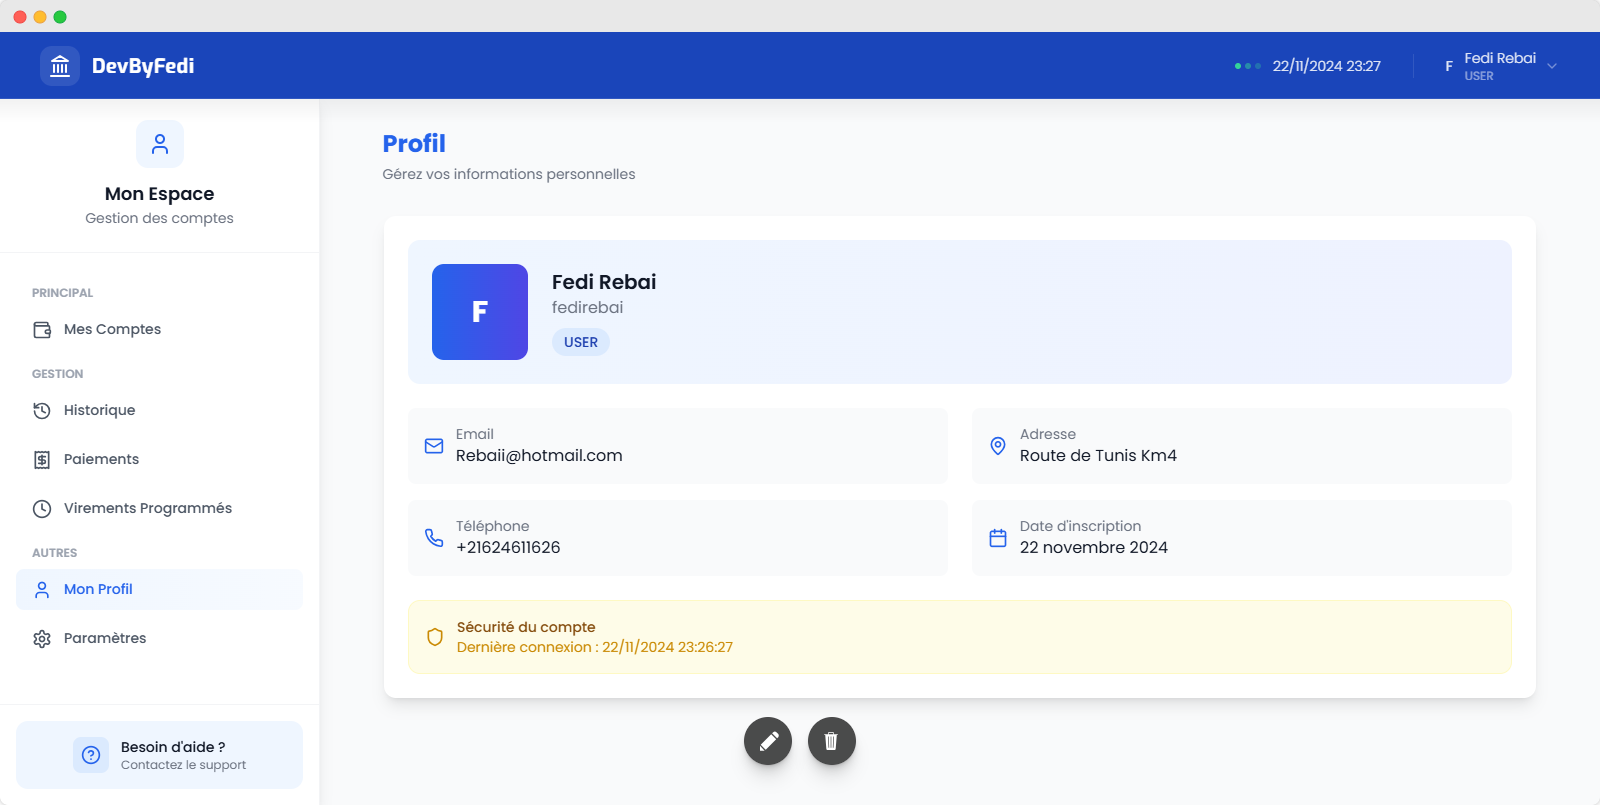 DevByFedi
22/11/2024 23:27
F
Fedi Rebai
USER
Mon Espace
Gestion des comptes
PRINCIPAL
Mes Comptes
GESTION
Historique
Paiements
Virements Programmés
AUTRES
Mon Profil
Paramètres
Besoin d'aide ?
Contactez le support
Profil
Gérez vos informations personnelles
F
Fedi Rebai
fedirebai
USER
Email
Rebaii@hotmail.com
Adresse
Route de Tunis Km4
Téléphone
+21624611626
Date d'inscription
22 novembre 2024
Sécurité du compte
Dernière connexion : 22/11/2024 23:26:27